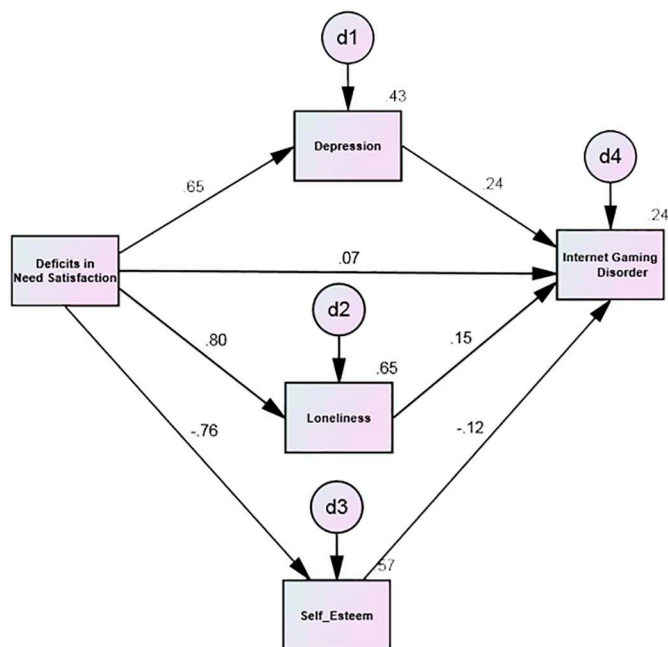 d1
.43
Depression
d4
.65
.24
.24
Deficits in
Need Satisfaction
Internet Gaming
Disorder
.07
d2
.80
.15
.65
Loneliness
-.76
-.12
d3
.57
Self_Esteem